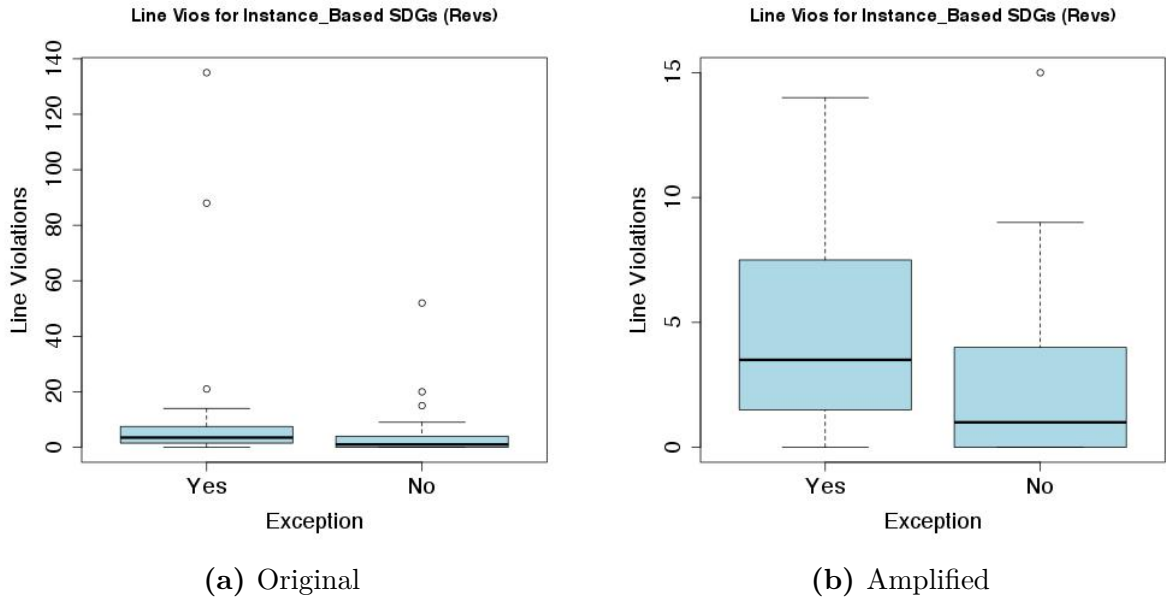 Line Vios for Instance_Based SDGs (Revs)
Line Violations
0
20
40
60
80
100
120
140
Yes
No
Exception
(a) Original
Line Vios for Instance_Based SDGs (Revs)
Line Violations
0
5
10
15
Yes
No
Exception
(b) Amplified